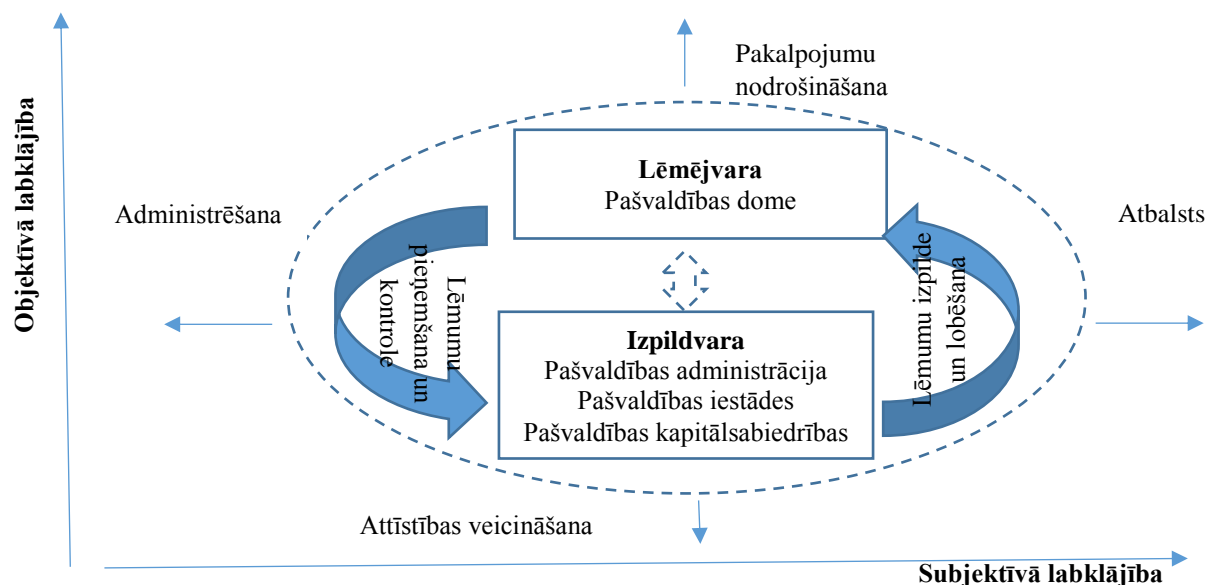 Objektīvā labklājība
Pakalpojumu
nodrošināšana
Lēmējvara
Pašvaldības dome
Administrēšana
Atbalsts
Lēmumu
pieņemšana un
kontrole
Lēmumu izpilde
un lobēšana
Izpildvara
Pašvaldības administrācija
Pašvaldības iestādes
Pašvaldības kapitālsabiedrības
Attīstības veicināšana
Subjektīvā labklājība